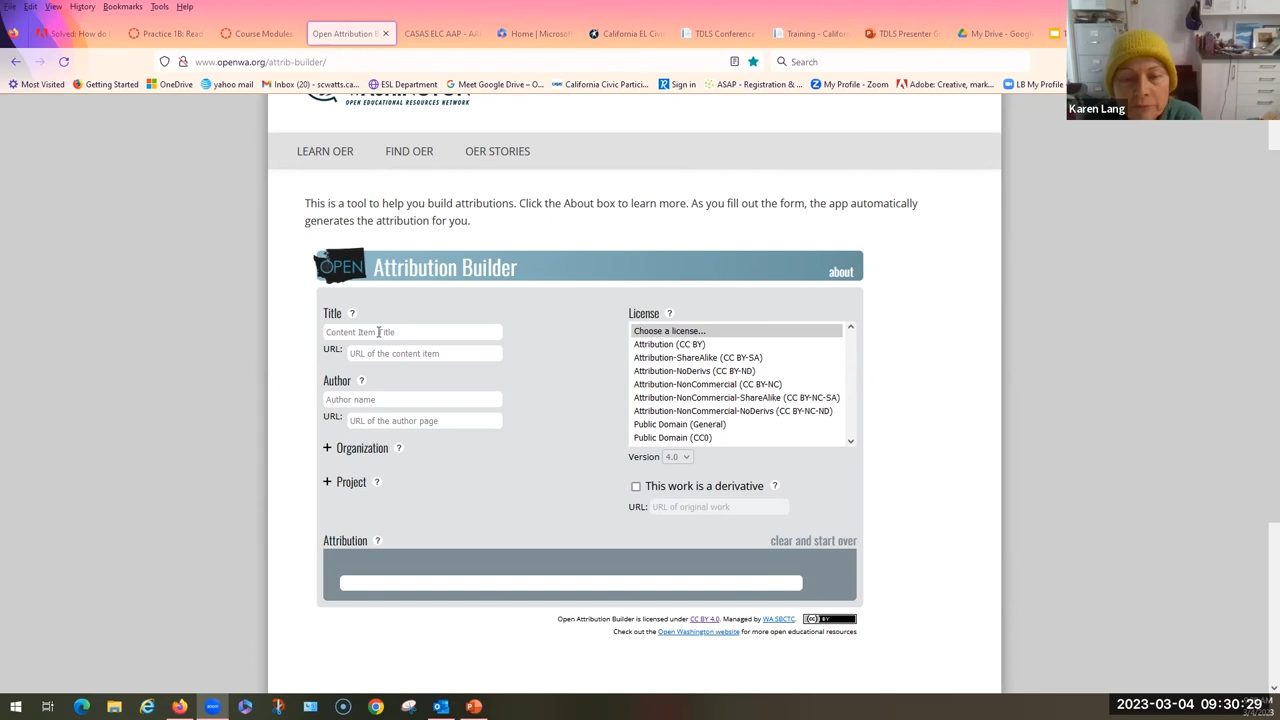 File Edit View History Bookmarks Tools Help
Solved: How do Practice 1B: Read Course Modules Open Attribution B CASAS ELC AAP - AA Home | Microsof California EL Civic TDLS Conference Training - Califor TDLS Presenter G My Drive - Googl
www.openwa.org/attrib-builder/ Search
Most Visited Getting Started OneDrive yahoo mail Inbox (20) - scwatts.ca... ESL Department Meet Google Drive – O... California Civic Partici... Sign in ASAP - Registration & ... My Profile - Zoom Adobe: Creative, mark... LB My Profile
Karen Lang
OPEN EDUCATIONAL RESOURCES NETWORK
LEARN OER FIND OER OER STORIES
This is a tool to help you build attributions. Click the About box to learn more. As you fill out the form, the app automatically
generates the attribution for you.
OPEN Attribution Builder about
Title ?
Content Item Title
URL: URL of the content item
Author ?
Author name
URL: URL of the author page
+ Organization ?
+ Project ?
License ?
Choose a license...
Attribution (CC BY)
Attribution-ShareAlike (CC BY-SA)
Attribution-NoDerivs (CC BY-ND)
Attribution-NonCommercial (CC BY-NC)
Attribution-NonCommercial-ShareAlike (CC BY-NC-SA)
Attribution-NonCommercial-NoDerivs (CC BY-NC-ND)
Public Domain (General)
Public Domain (CC0)
Version 4.0
This work is a derivative ?
URL: URL of original work
Attribution ? clear and start over
Open Attribution Builder is licensed under CC BY 4.0. Managed by WA SBCTC. (cc) BY
Check out the Open Washington website for more open educational resources
2023-03-04 09:30:29